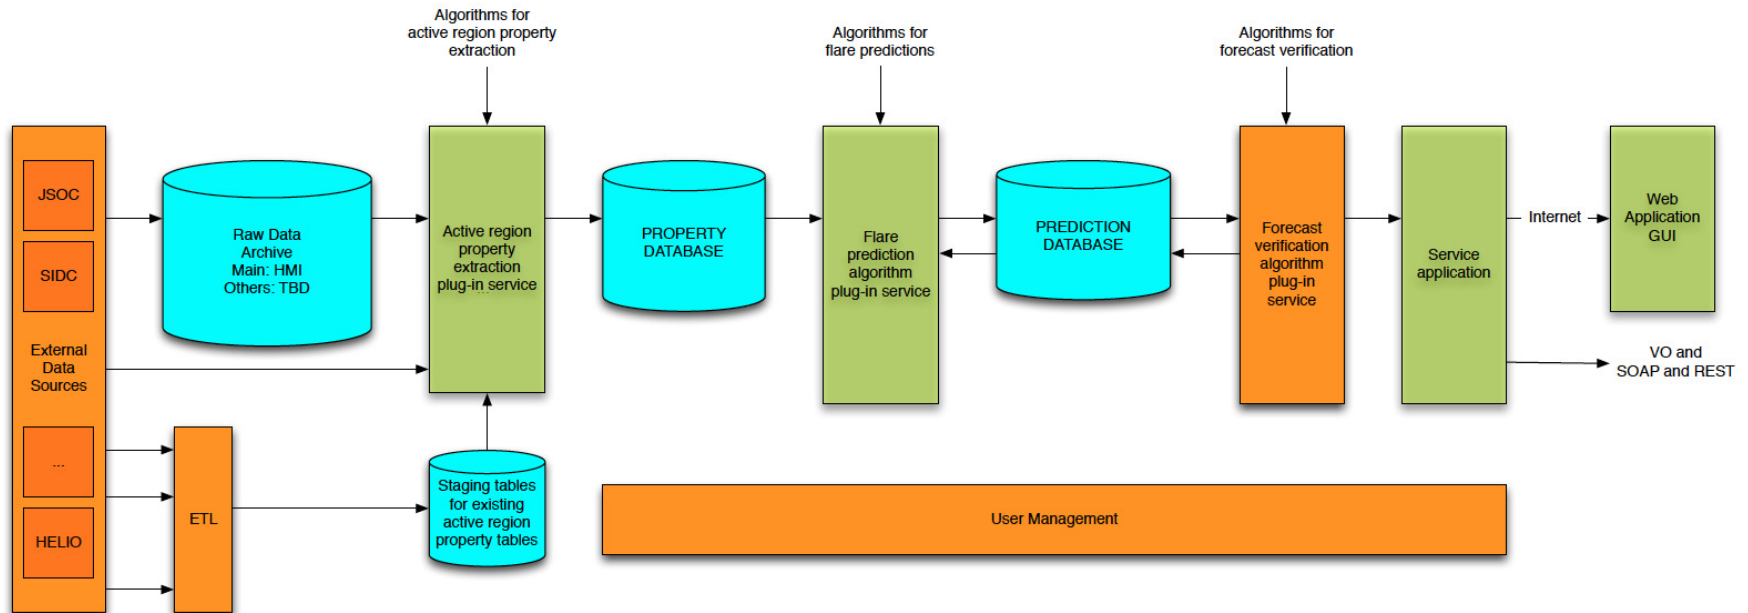 Algorithms for
active region property
extraction
Algorithms for
flare predictions
Algorithms for
forecast verification
JSOC
SIDC
External
Data
Sources
...
HELIO
Raw Data
Archive
Main: HMI
Others: TBD
ETL
Active region
property
extraction
plug-in service
...
Staging tables
for existing
active region
property tables
PROPERTY
DATABASE
Flare
prediction
algorithm
plug-in service
PREDICTION
DATABASE
Forecast
verification
algorithm
plug-in
service
Service
application
Internet
Web
Application
GUI
VO and
SOAP and REST
User Management